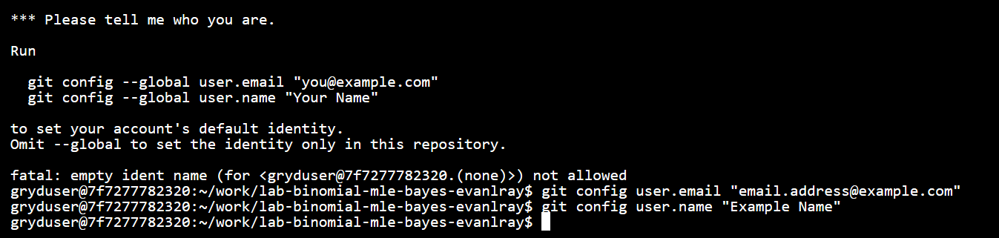 *** Please tell me who you are.
Run
git config --global user.email "you@example.com"
git config --global user.name "Your Name"
to set your account's default identity.
Omit --global to set the identity only in this repository.
fatal: empty ident name (for <gryduser@7f7277782320.(none)>) not allowed
gryduser@7f7277782320:~/work/lab-binomial-mle-bayes-evanlray$ git config user.email "email.address@example.com"
gryduser@7f7277782320:~/work/lab-binomial-mle-bayes-evanlray$ git config user.name "Example Name"
gryduser@7f7277782320:~/work/lab-binomial-mle-bayes-evanlray$